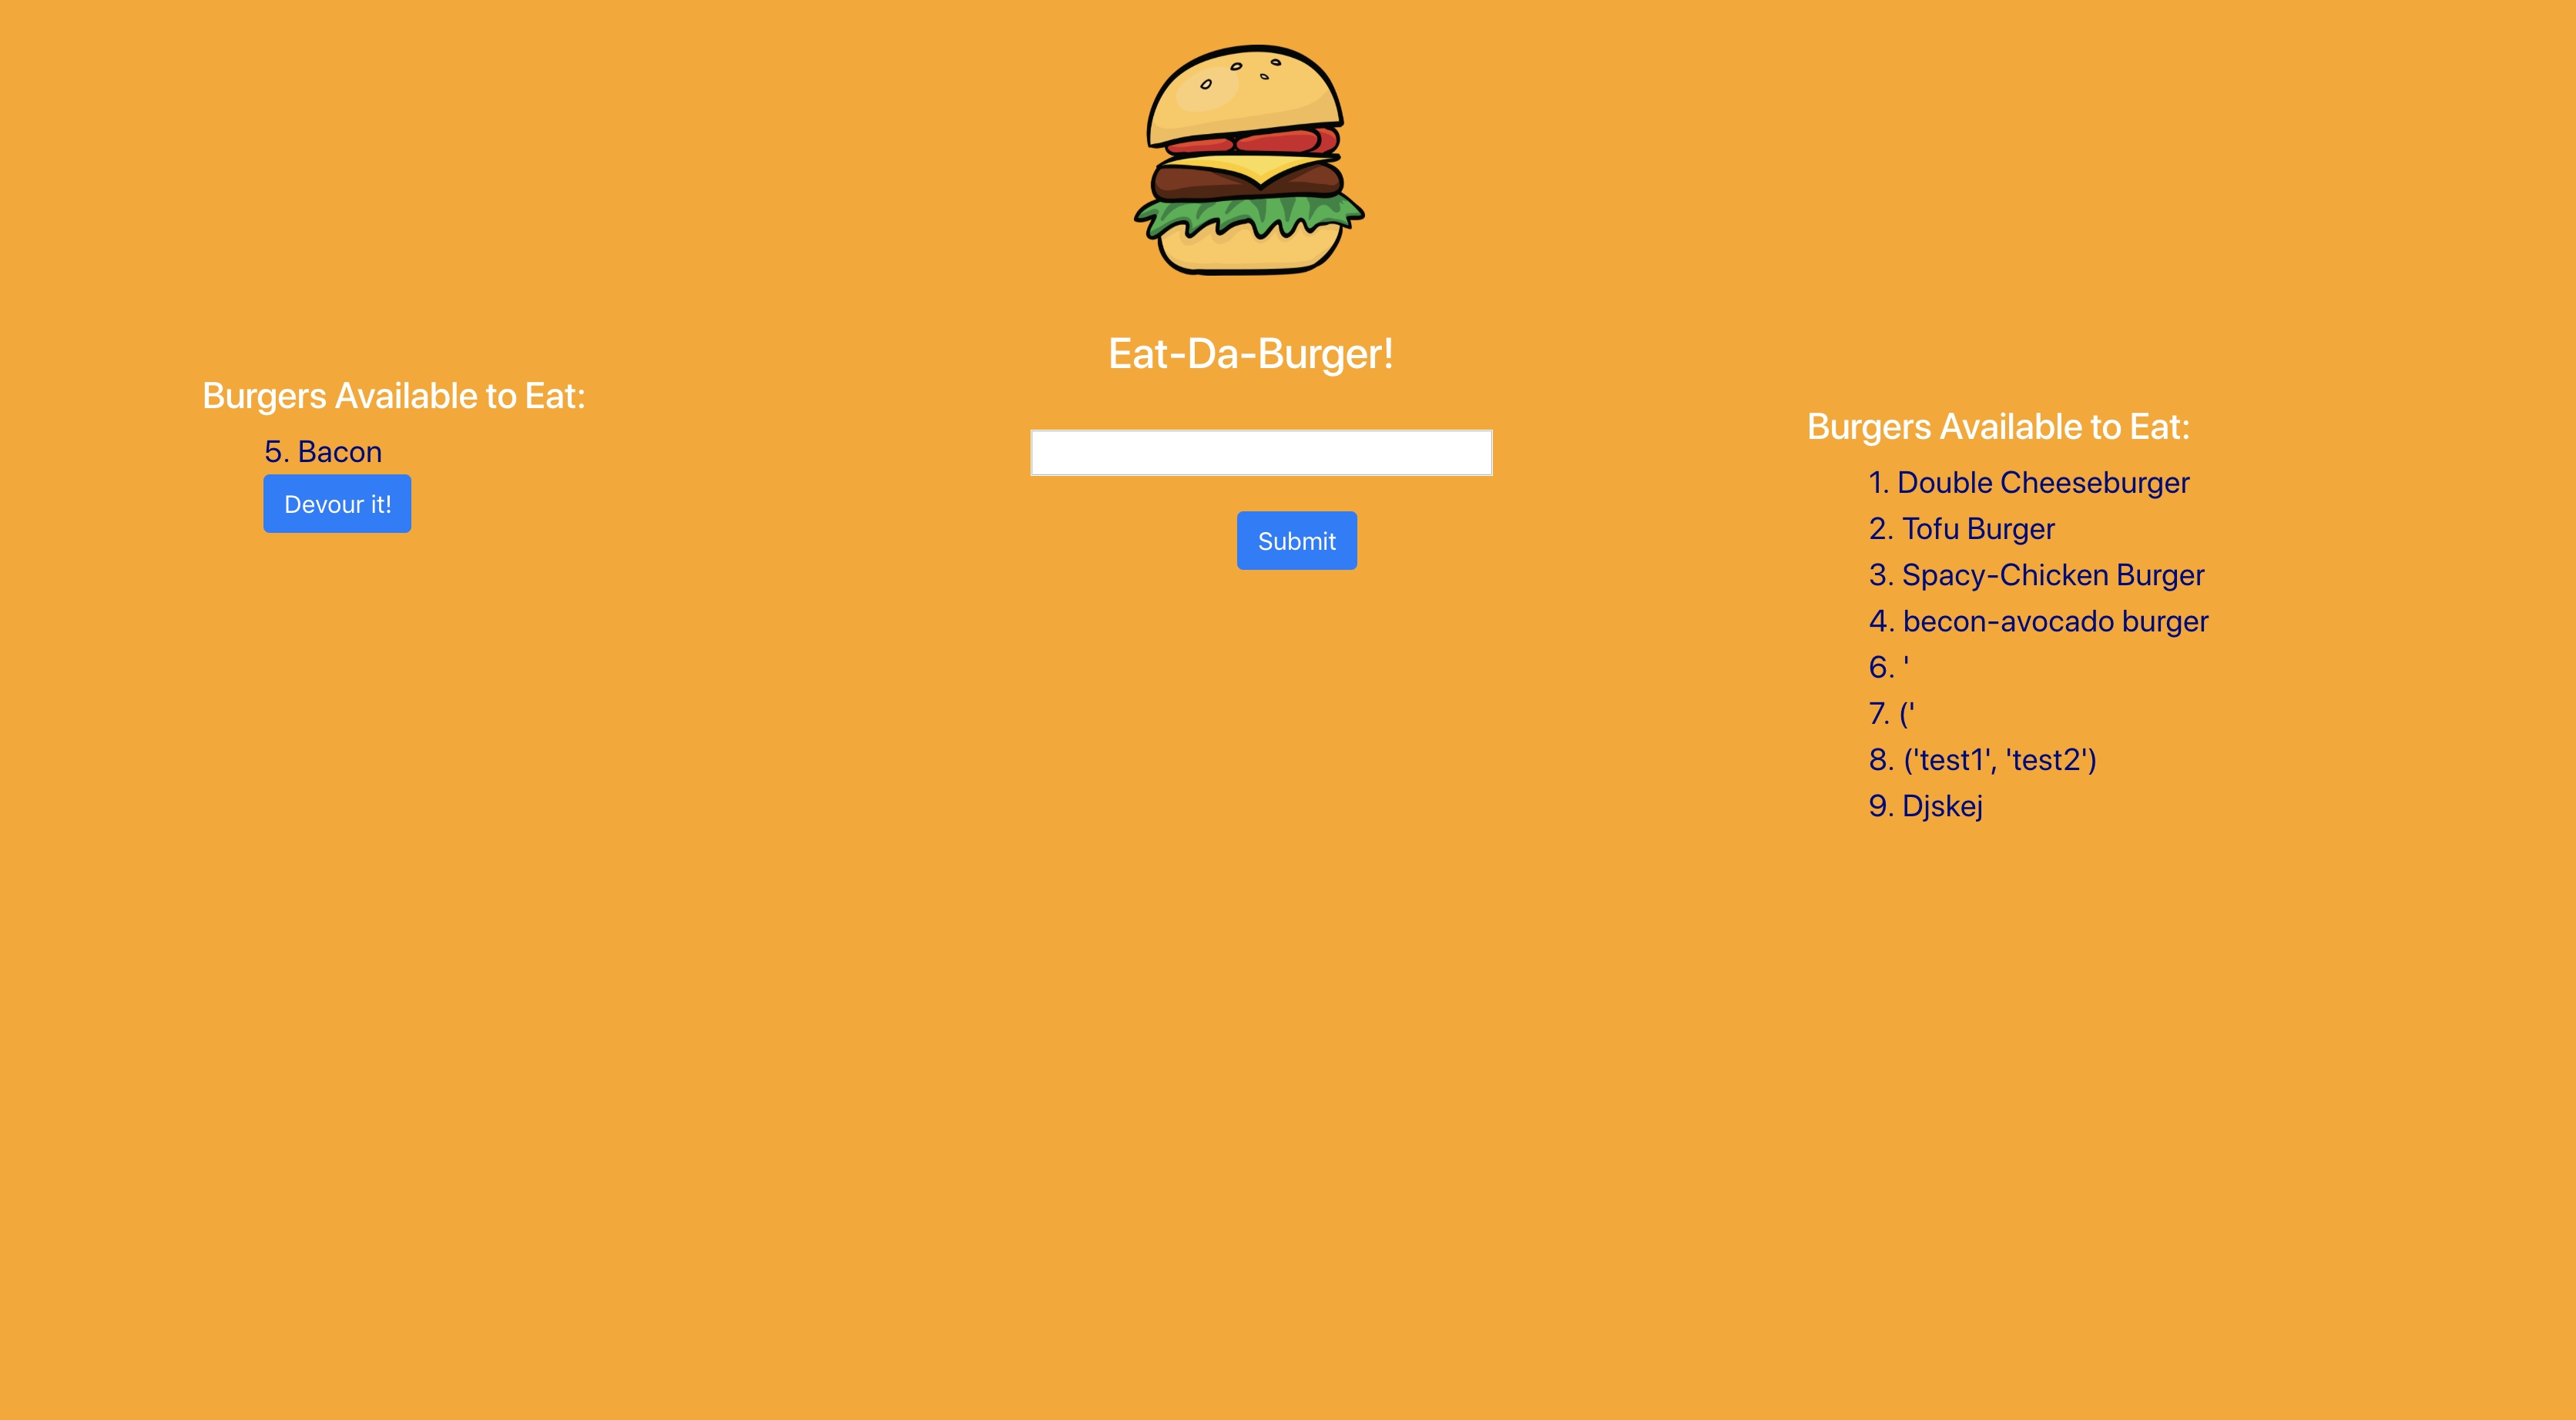 Eat-Da-Burger!
Burgers Available to Eat:
5. Bacon
Devour it!
Submit
Burgers Available to Eat:
1. Double Cheeseburger
2. Tofu Burger
3. Spacy-Chicken Burger
4. becon-avocado burger
6. '
7. ('
8. ('test1', 'test2')
9. Djskej